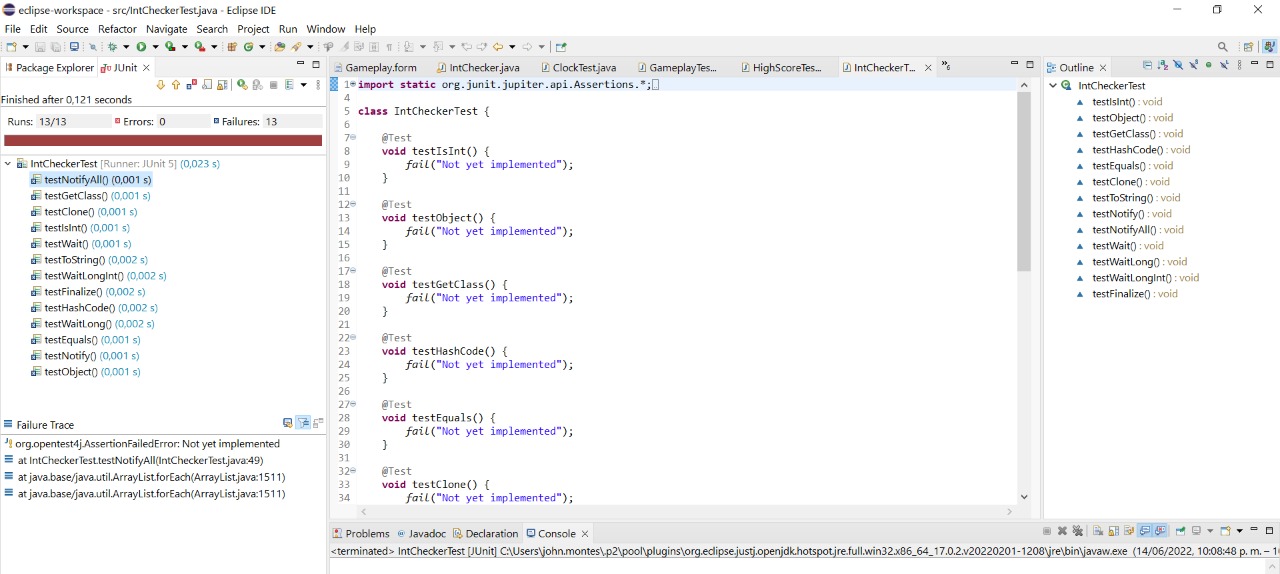 eclipse-workspace - src/IntCheckerTest.java - Eclipse IDE
File Edit Source Refactor Navigate Search Project Run Window Help
Package Explorer JUnit
Gameplay.form IntChecker.java ClockTest.java GameplayTes... HighScoreTes... IntCheckerT... »6
Outline
Finished after 0,121 seconds
Runs: 13/13 Errors: 0 Failures: 13
IntCheckerTest [Runner: JUnit 5] (0,023 s)
testNotifyAll() (0,001 s)
testGetClass() (0,001 s)
testClone() (0,001 s)
testIsInt() (0,001 s)
testWait() (0,001 s)
testToString() (0,002 s)
testWaitLongInt() (0,002 s)
testFinalize() (0,002 s)
testHashCode() (0,002 s)
testWaitLong() (0,002 s)
testEquals() (0,001 s)
testNotify() (0,001 s)
testObject() (0,001 s)
Failure Trace
org.opentest4j.AssertionFailedError: Not yet implemented
at IntCheckerTest.testNotifyAll(IntCheckerTest.java:49)
at java.base/java.util.ArrayList.forEach(ArrayList.java:1511)
at java.base/java.util.ArrayList.forEach(ArrayList.java:1511)
1 import static org.junit.jupiter.api.Assertions.*;
4
5 class IntCheckerTest {
6
7 @Test
8 void testIsInt() {
9 fail("Not yet implemented");
10 }
11
12 @Test
13 void testObject() {
14 fail("Not yet implemented");
15 }
16
17 @Test
18 void testGetClass() {
19 fail("Not yet implemented");
20 }
21
22 @Test
23 void testHashCode() {
24 fail("Not yet implemented");
25 }
26
27 @Test
28 void testEquals() {
29 fail("Not yet implemented");
30 }
31
32 @Test
33 void testClone() {
34 fail("Not yet implemented");
IntCheckerTest
testIsInt() : void
testObject() : void
testGetClass() : void
testHashCode() : void
testEquals() : void
testClone() : void
testToString() : void
testNotify() : void
testNotifyAll() : void
testWait() : void
testWaitLong() : void
testWaitLongInt() : void
testFinalize() : void
Problems Javadoc Declaration Console
<terminated> IntCheckerTest [JUnit] C:\Users\john.montes\.p2\pool\plugins\org.eclipse.justj.openjdk.hotspot.jre.full.win32.x86_64_17.0.2.v20220201-1208\jre\bin\javaw.exe (14/06/2022, 10:08:48 p. m. – 1